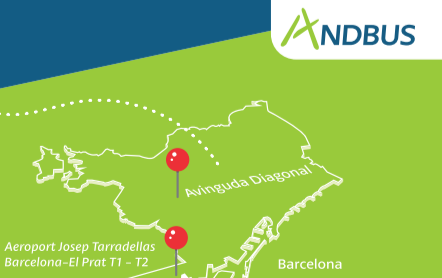 ANDBUS
Avinguda Diagonal
Aeroport Josep Tarradellas
Barcelona-El Prat T1 - T2
Barcelona